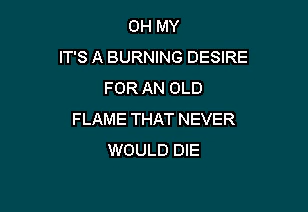 OH MY
IT'S A BURNING DESIRE
FOR AN OLD
FLAME THAT NEVER
WOULD DIE